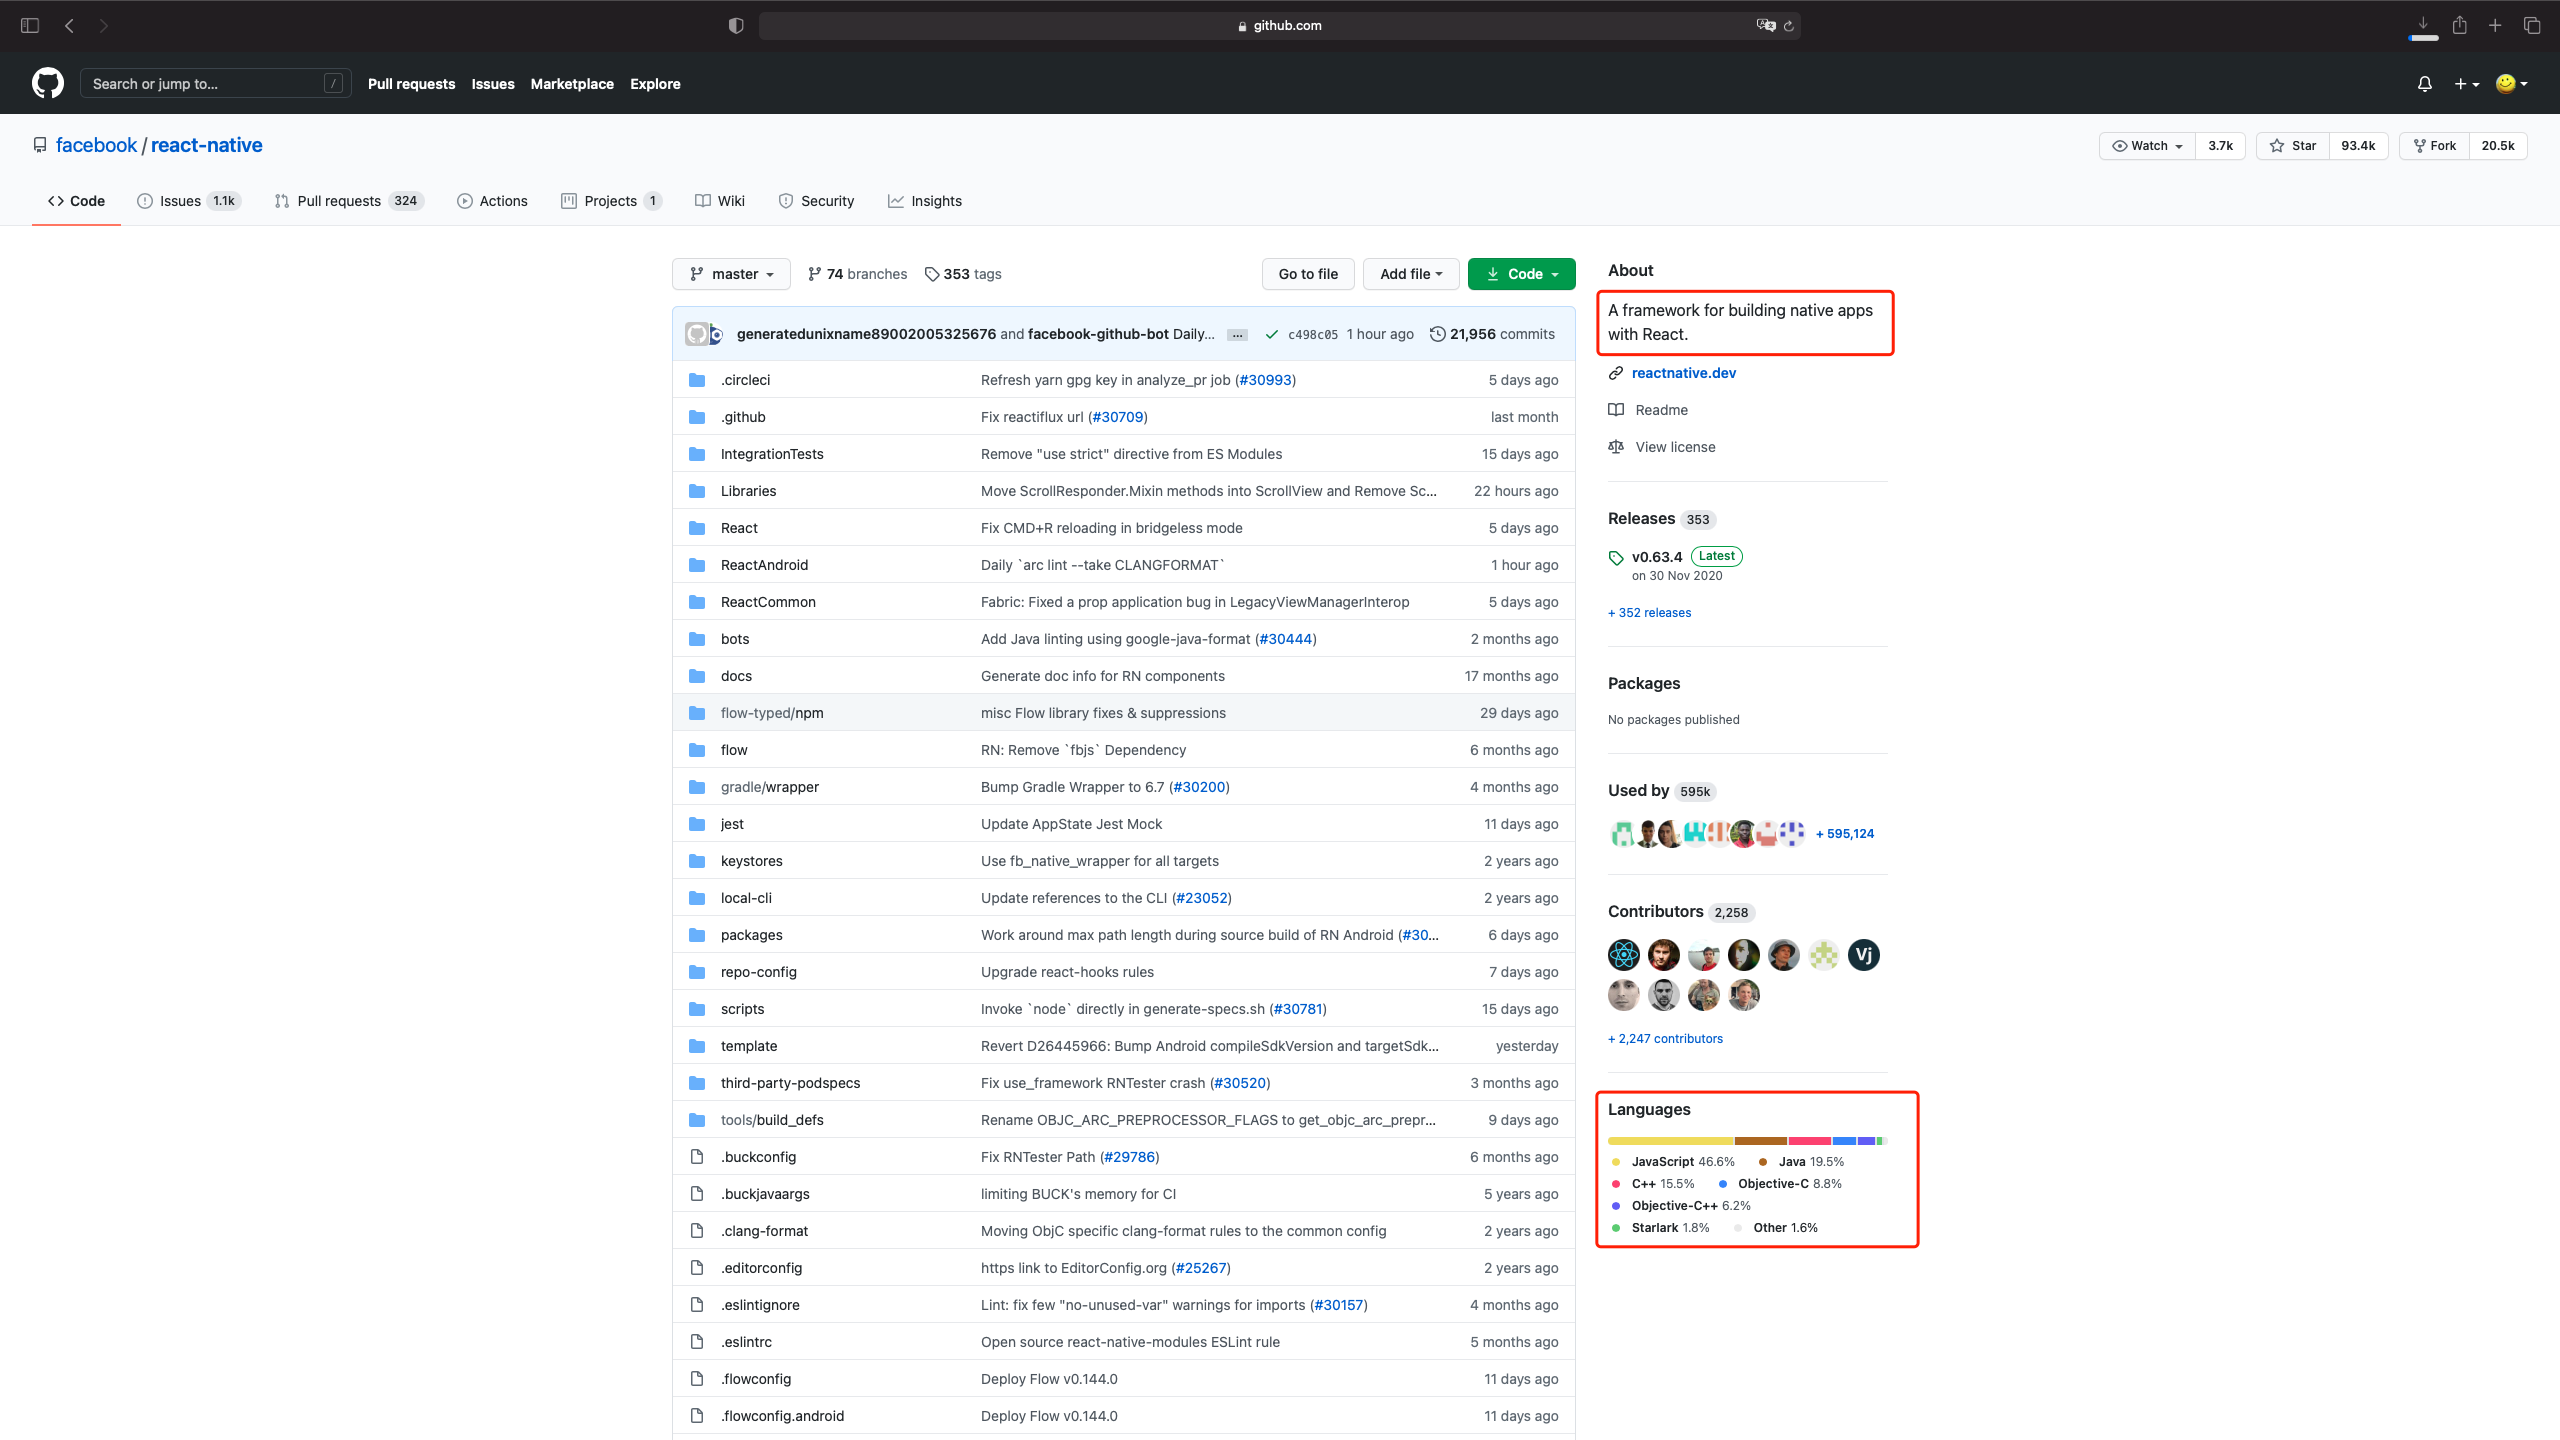 github.com
Search or jump to... /
Pull requests Issues Marketplace Explore
facebook / react-native
Watch 3.7k Star 93.4k Fork 20.5k
Code Issues 1.1k Pull requests 324 Actions Projects 1 Wiki Security Insights
master 74 branches 353 tags Go to file Add file Code
generatedunixname89002005325676 and facebook-github-bot Daily... ... c498c05 1 hour ago 21,956 commits
.circleci Refresh yarn gpg key in analyze_pr job (#30993) 5 days ago
.github Fix reactiflux url (#30709) last month
IntegrationTests Remove "use strict" directive from ES Modules 15 days ago
Libraries Move ScrollResponder.Mixin methods into ScrollView and Remove Sc... 22 hours ago
React Fix CMD+R reloading in bridgeless mode 5 days ago
ReactAndroid Daily `arc lint --take CLANGFORMAT` 1 hour ago
ReactCommon Fabric: Fixed a prop application bug in LegacyViewManagerInterop 5 days ago
bots Add Java linting using google-java-format (#30444) 2 months ago
docs Generate doc info for RN components 17 months ago
flow-typed/npm misc Flow library fixes & suppressions 29 days ago
flow RN: Remove `fbjs` Dependency 6 months ago
gradle/wrapper Bump Gradle Wrapper to 6.7 (#30200) 4 months ago
jest Update AppState Jest Mock 11 days ago
keystores Use fb_native_wrapper for all targets 2 years ago
local-cli Update references to the CLI (#23052) 2 years ago
packages Work around max path length during source build of RN Android (#30... 6 days ago
repo-config Upgrade react-hooks rules 7 days ago
scripts Invoke `node` directly in generate-specs.sh (#30781) 15 days ago
template Revert D26445966: Bump Android compileSdkVersion and targetSdk... yesterday
third-party-podspecs Fix use_framework RNTester crash (#30520) 3 months ago
tools/build_defs Rename OBJC_ARC_PREPROCESSOR_FLAGS to get_objc_arc_prepr... 9 days ago
.buckconfig Fix RNTester Path (#29786) 6 months ago
.buckjavaargs limiting BUCK's memory for CI 5 years ago
.clang-format Moving ObjC specific clang-format rules to the common config 2 years ago
.editorconfig https link to EditorConfig.org (#25267) 2 years ago
.eslintignore Lint: fix few "no-unused-var" warnings for imports (#30157) 4 months ago
.eslintrc Open source react-native-modules ESLint rule 5 months ago
.flowconfig Deploy Flow v0.144.0 11 days ago
.flowconfig.android Deploy Flow v0.144.0 11 days ago
About
A framework for building native apps
with React.
reactnative.dev
Readme
View license
Releases 353
v0.63.4 Latest
on 30 Nov 2020
+ 352 releases
Packages
No packages published
Used by 595k
+ 595,124
Contributors 2,258
Vj
+ 2,247 contributors
Languages
JavaScript 46.6% Java 19.5%
C++ 15.5% Objective-C 8.8%
Objective-C++ 6.2%
Starlark 1.8% Other 1.6%